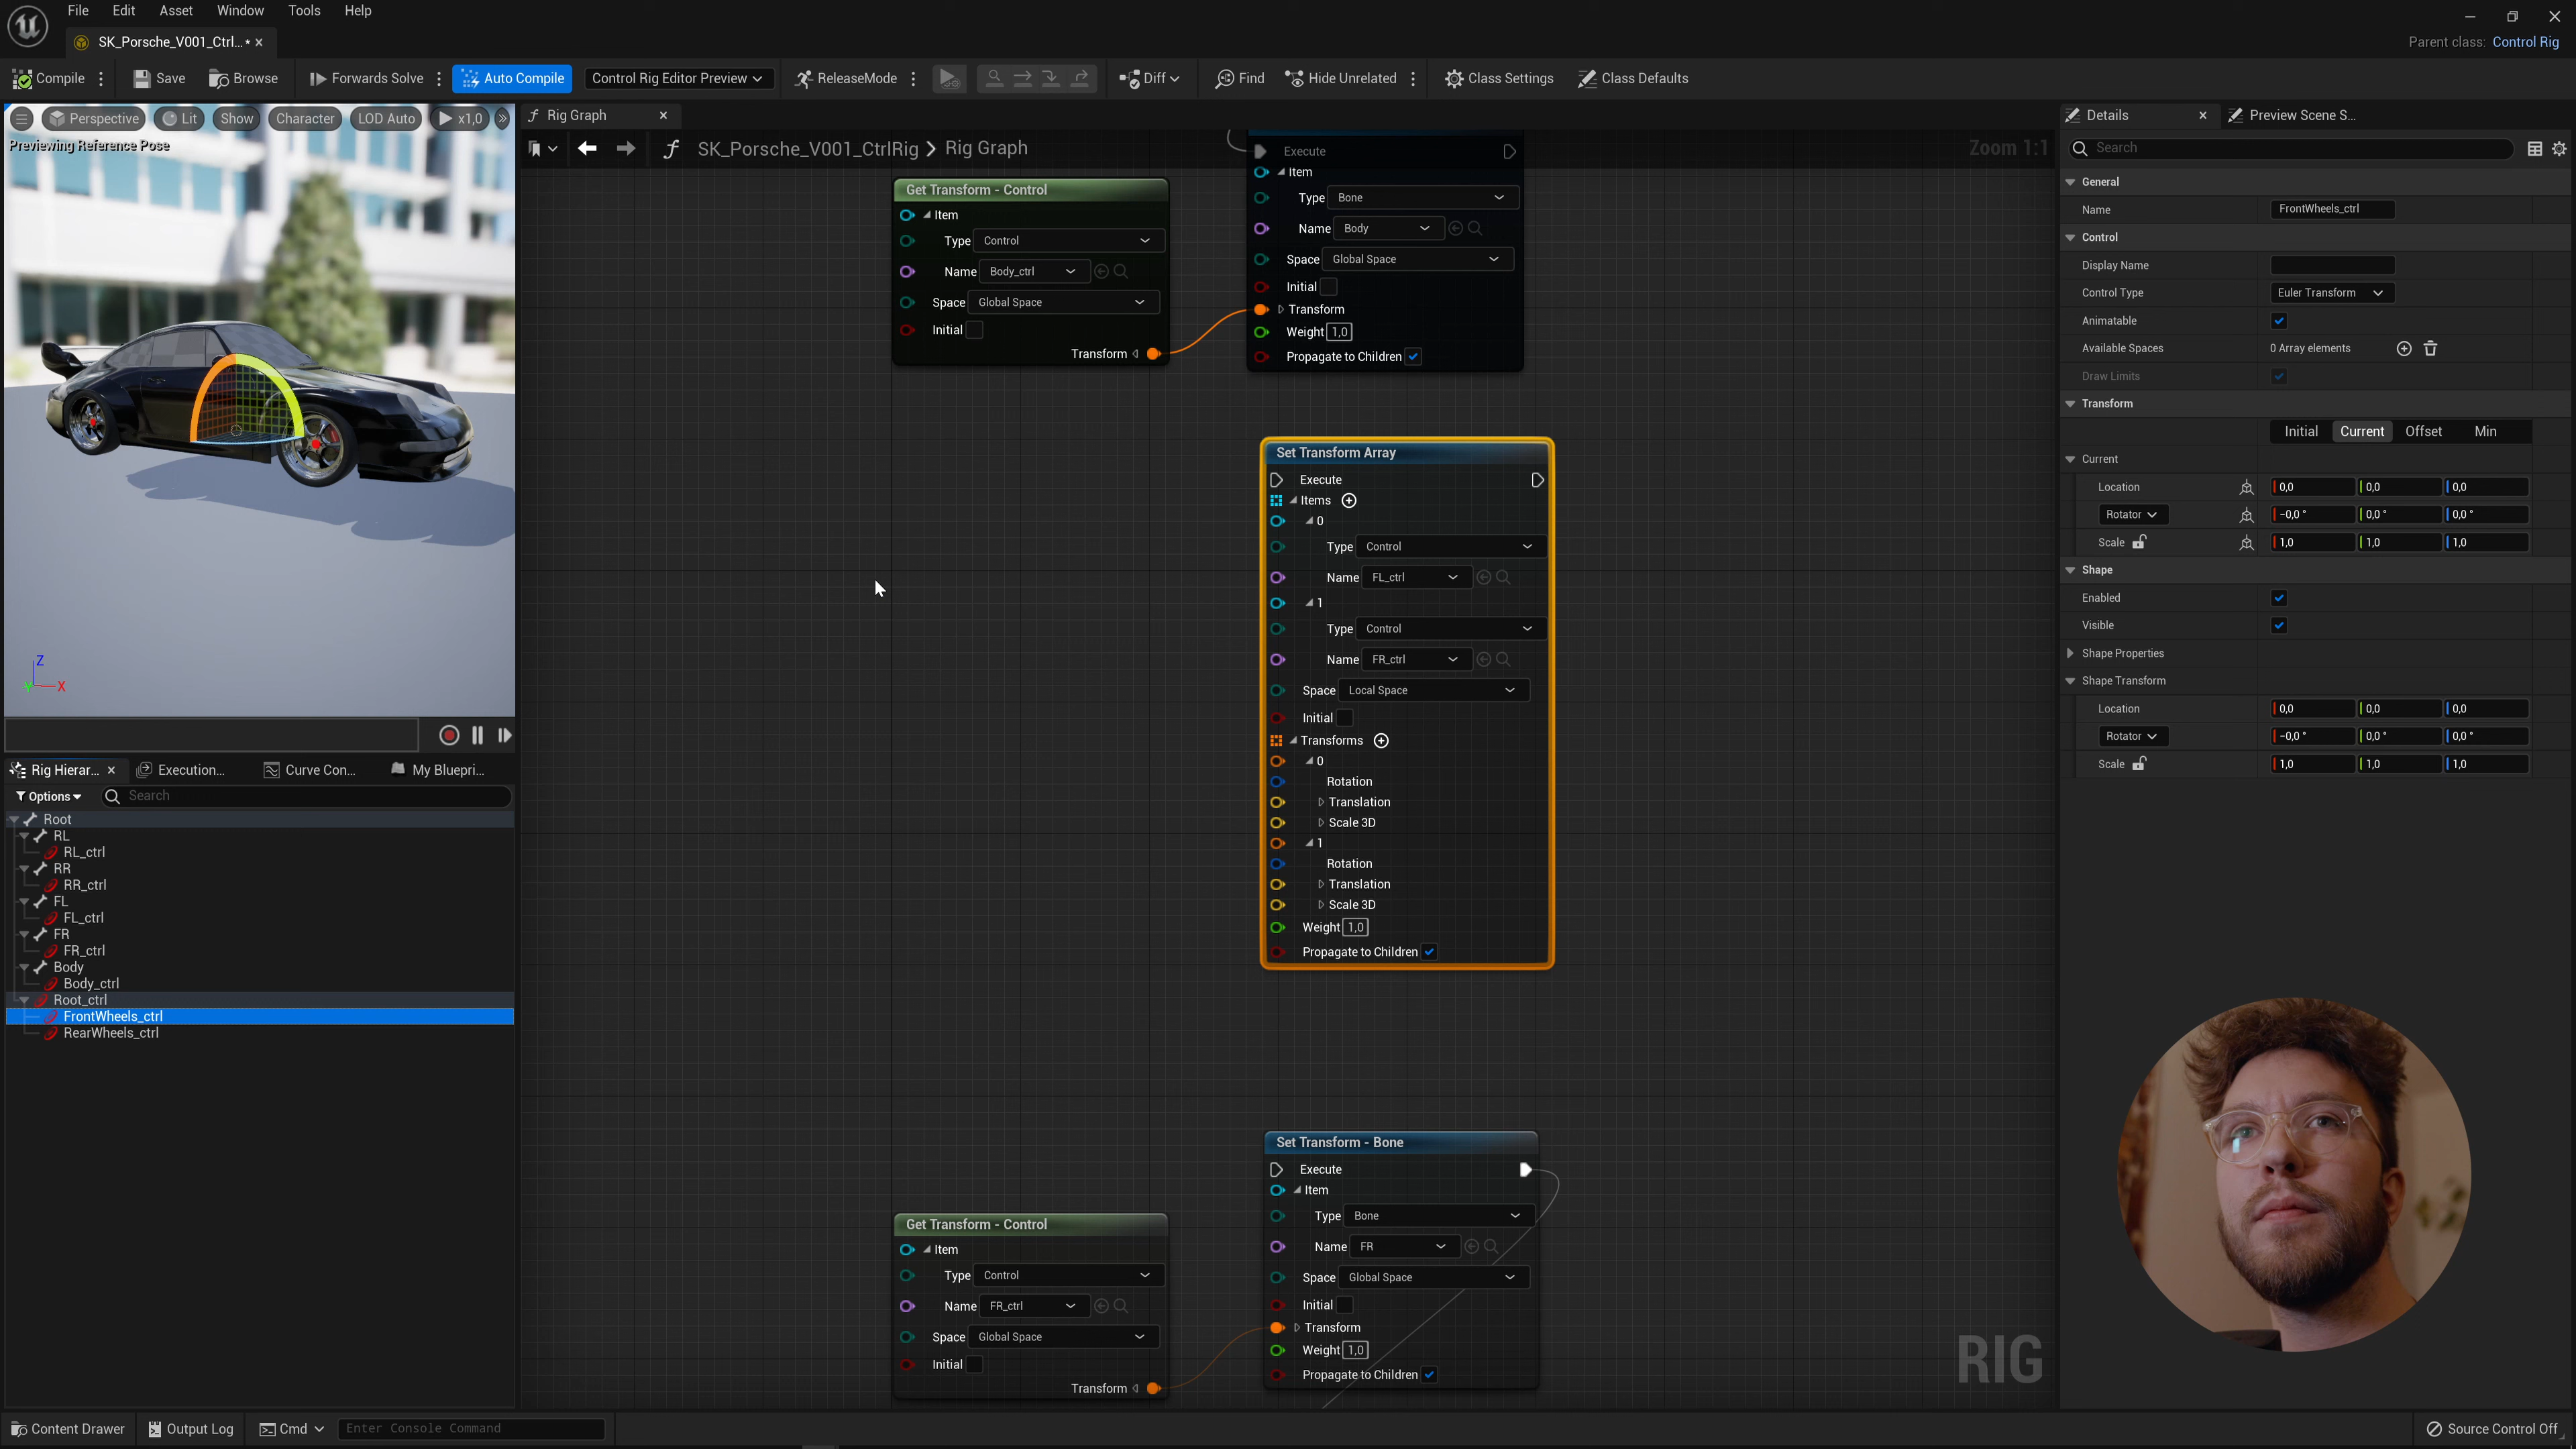 File Edit Asset Window Tools Help
SK_Porsche_V001_Ctrl... •
Parent class: Control Rig
Compile Save Browse Forwards Solve Auto Compile Control Rig Editor Preview ReleaseMode Diff Find Hide Unrelated Class Settings Class Defaults
Perspective Lit Show Character LOD Auto x1,0
Previewing Reference Pose
Z
Y X
Rig Hierar... Execution... Curve Con... My Bluepri...
Options Search
Root
RL
RL_ctrl
RR
RR_ctrl
FL
FL_ctrl
FR
FR_ctrl
Body
Body_ctrl
Root_ctrl
FrontWheels_ctrl
RearWheels_ctrl
Rig Graph
SK_Porsche_V001_CtrlRig > Rig Graph
Zoom 1:1
Get Transform - Control
Item
Type Control
Name Body_ctrl
Space Global Space
Initial
Transform
Execute
Item
Type Bone
Name Body
Space Global Space
Initial
Transform
Weight 1,0
Propagate to Children
Set Transform Array
Execute
Items
0
Type Control
Name FL_ctrl
1
Type Control
Name FR_ctrl
Space Local Space
Initial
Transforms
0
Rotation
Translation
Scale 3D
1
Rotation
Translation
Scale 3D
Weight 1,0
Propagate to Children
Get Transform - Control
Item
Type Control
Name FR_ctrl
Space Global Space
Initial
Transform
Set Transform - Bone
Execute
Item
Type Bone
Name FR
Space Global Space
Initial
Transform
Weight 1,0
Propagate to Children
RIG
Details Preview Scene S...
Search
General
Name FrontWheels_ctrl
Control
Display Name
Control Type Euler Transform
Animatable
Available Spaces 0 Array elements
Draw Limits
Transform
Initial Current Offset Min
Current
Location 0,0 0,0 0,0
Rotator -0,0 ° 0,0 ° 0,0 °
Scale 1,0 1,0 1,0
Shape
Enabled
Visible
Shape Properties
Shape Transform
Location 0,0 0,0 0,0
Rotator -0,0 ° 0,0 ° 0,0 °
Scale 1,0 1,0 1,0
Content Drawer Output Log Cmd Enter Console Command
Source Control Off